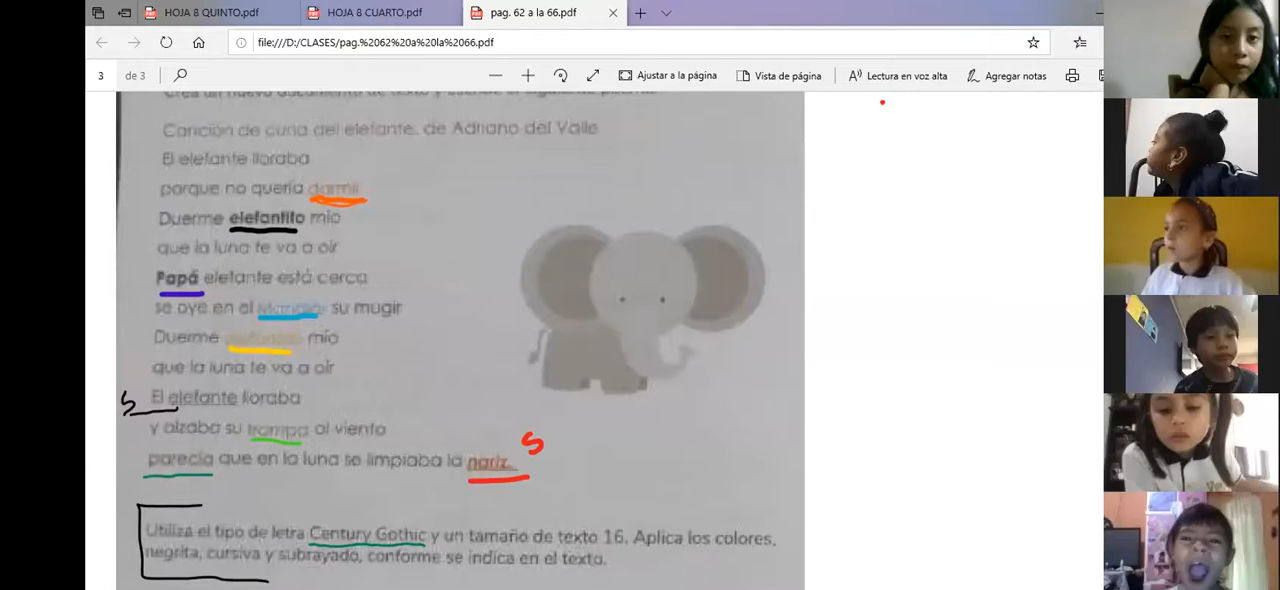 HOJA 8 QUINTO.pdf
HOJA 8 CUARTO.pdf
pag. 62 a la 66.pdf
file:///D:/CLASES/pag.%2062%20a%20la%2066.pdf
3 de 3
Ajustar a la página
Vista de página
Lectura en voz alta
Agregar notas
Canción de cuna del elefante. de Adriano del Valle
El elefante lloraba
porque no quería dormir
Duerme elefantito mío
que la luna te va a oír
Papá elefante está cerca
se oye en el Manglar su mugir
Duerme elefantito mío
que la luna te va a oír
S
El elefante lloraba
y alzaba su trompa al viento
parecía que en la luna se limpiaba la nariz.
S
Utiliza el tipo de letra Century Gothic y un tamaño de texto 16. Aplica los colores,
negrita, cursiva y subrayado, conforme se indica en el texto.